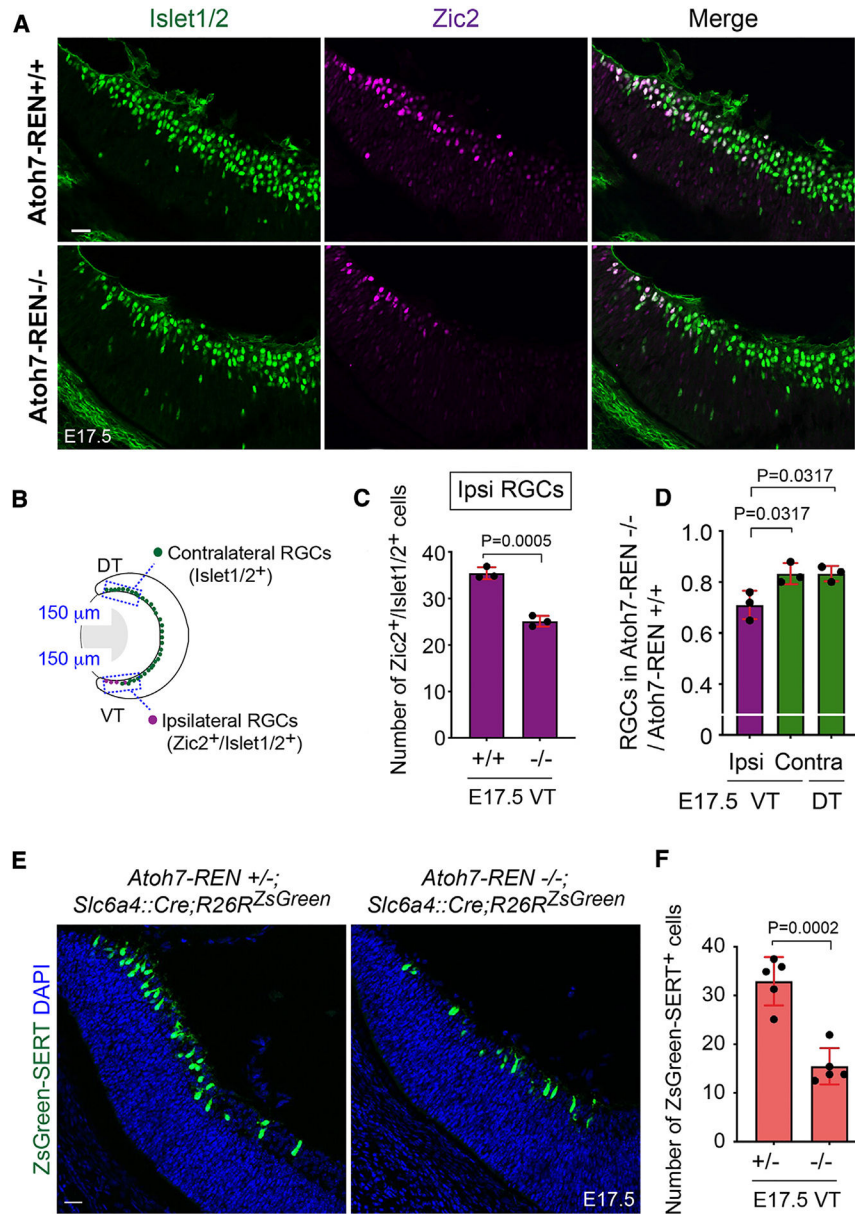 A
Islet1/2
Zic2
Merge
Atoh7-REN+/+
Atoh7-REN-/-
E17.5
B
DT
Contralateral RGCs
(Islet1/2+)
150 µm
150 µm
VT
Ipsilateral RGCs
(Zic2+/Islet1/2+)
C
Ipsi RGCs
Number of Zic2+/Islet1/2+ cells
P=0.0005
40
30
20
10
0
+/+
-/-
E17.5 VT
D
RGCs in Atoh7-REN -/-
/ Atoh7-REN +/+
P=0.0317
P=0.0317
1.0
0.8
0.6
0.4
0
Ipsi Contra
E17.5 VT DT
E
Atoh7-REN +/-;
Slc6a4::Cre;R26RZsGreen
Atoh7-REN -/-;
Slc6a4::Cre;R26RZsGreen
ZsGreen-SERT DAPI
E17.5
F
Number of ZsGreen-SERT+ cells
P=0.0002
40
30
20
10
0
+/-
-/-
E17.5 VT